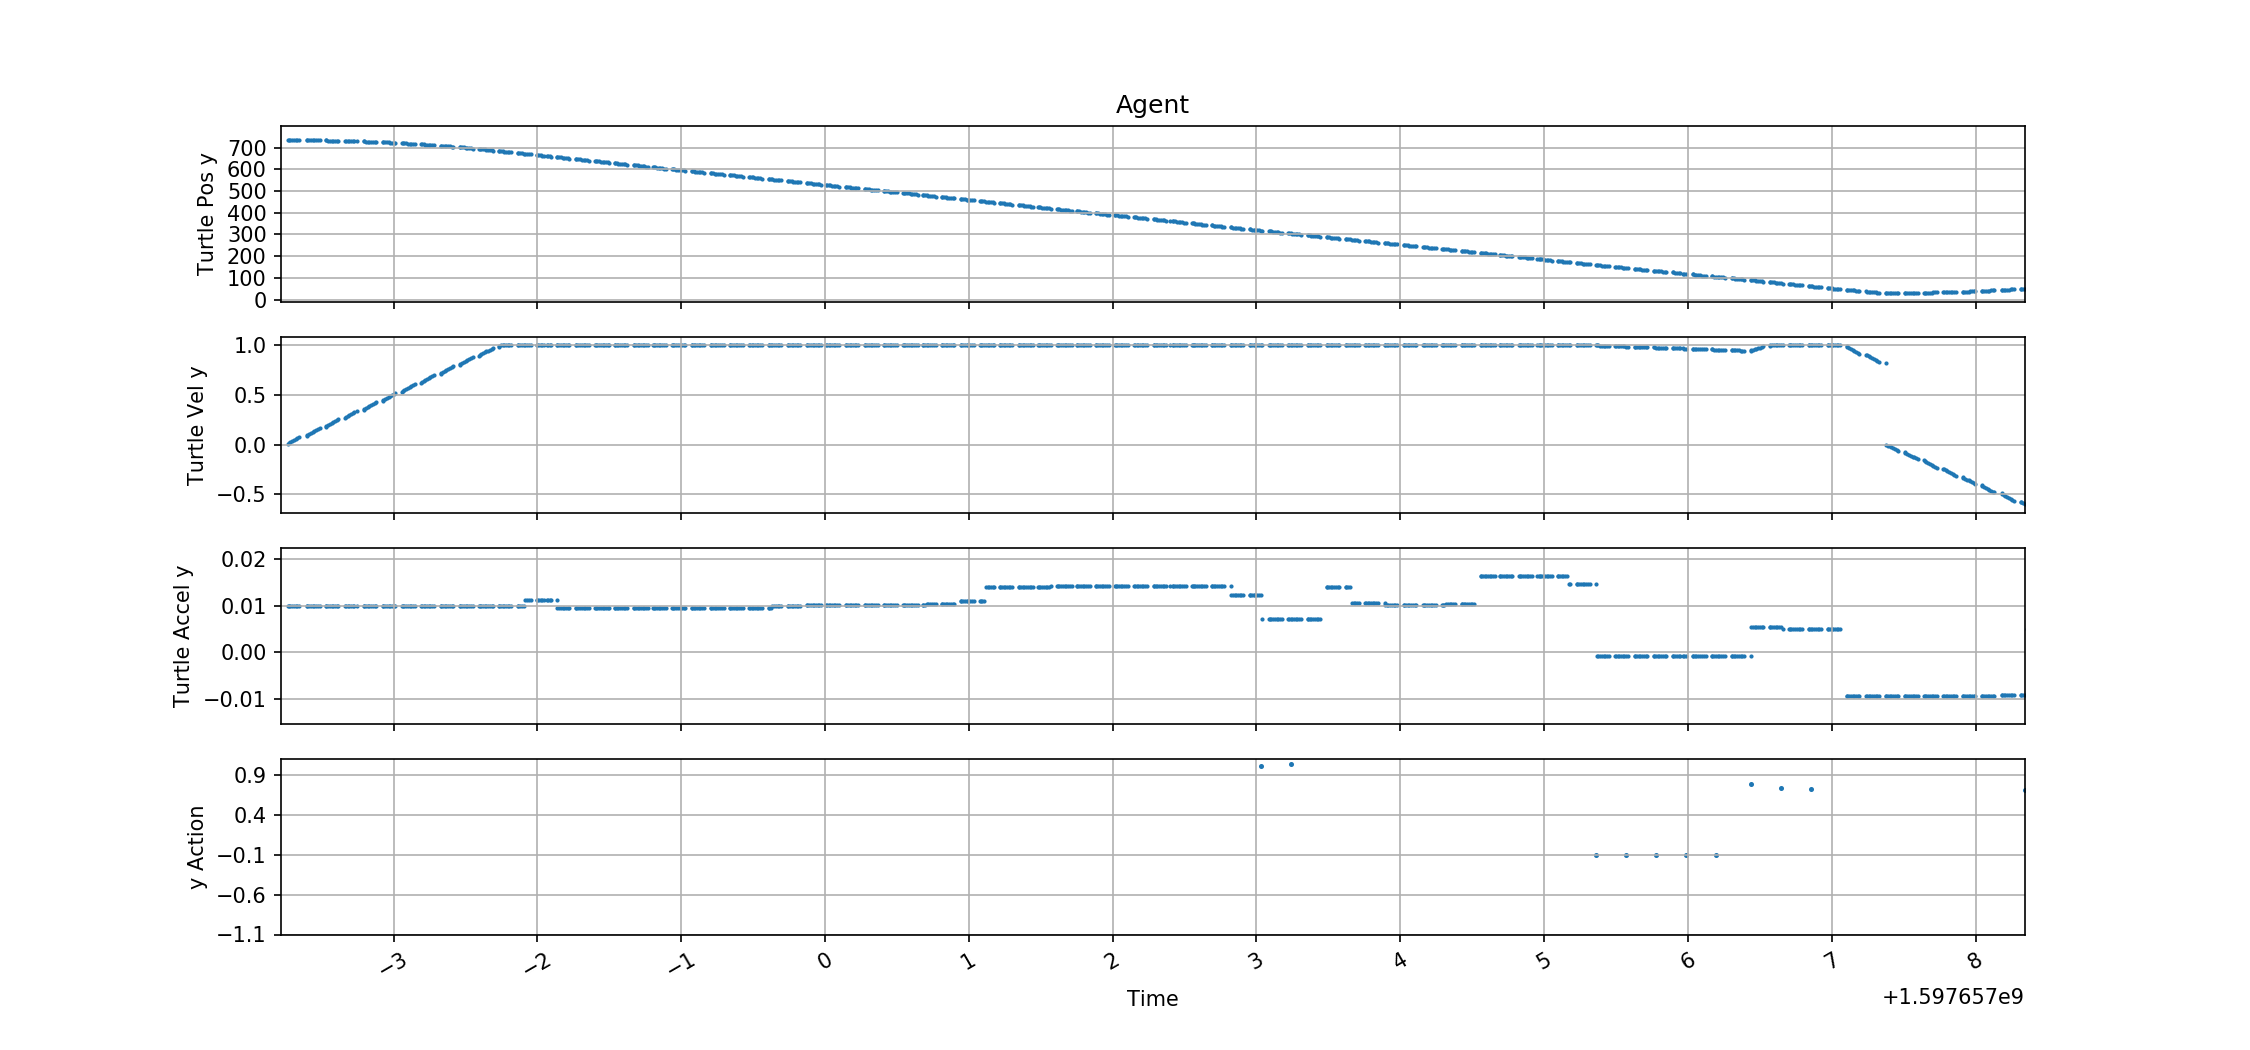 Agent
Turtle Pos y
700
600
500
400
300
200
100
0
Turtle Vel y
1.0
0.5
0.0
−0.5
Turtle Accel y
0.02
0.01
0.00
−0.01
y Action
0.9
0.4
−0.1
−0.6
−1.1
−3 −2 −1 0 1 2 3 4 5 6 7 8
Time
+1.597657e9